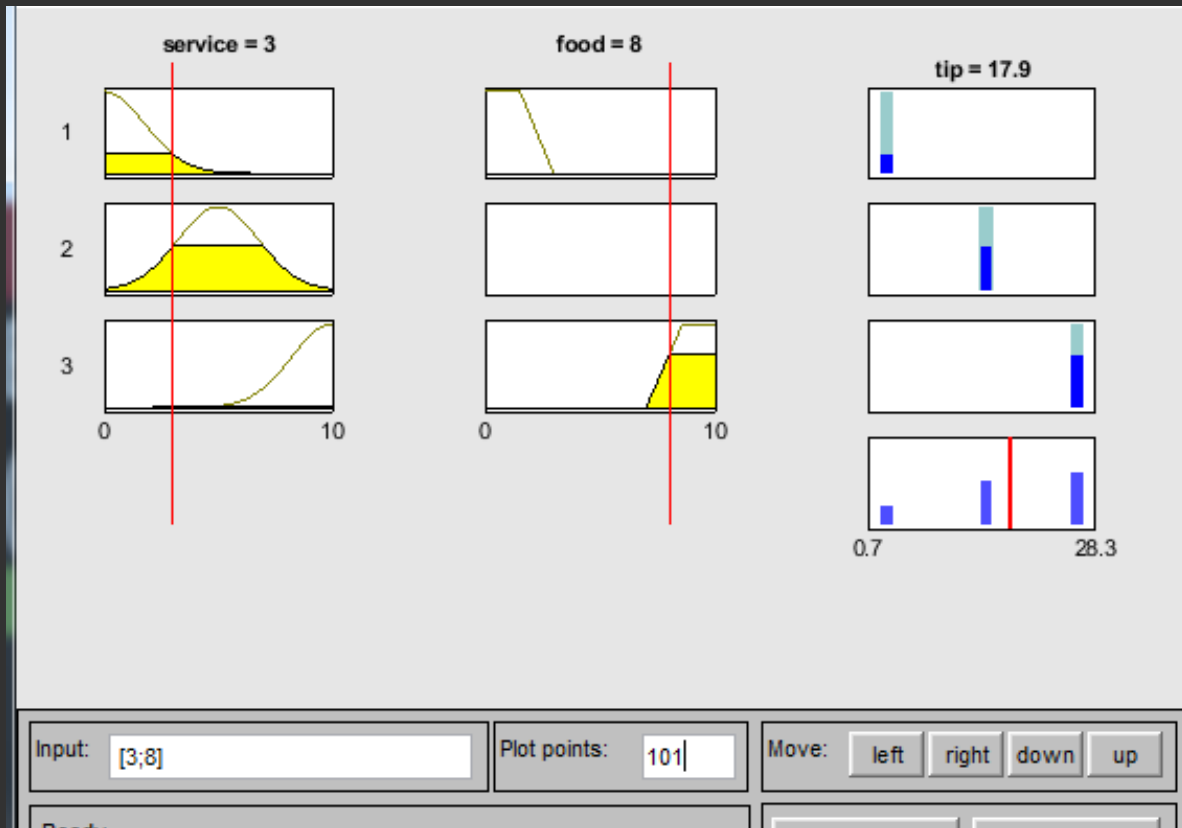 service = 3
food = 8
tip = 17.9
1
2
3
0
10
0
10
0.7
28.3
Input:
[3;8]
Plot points:
101
Move:
left
right
down
up